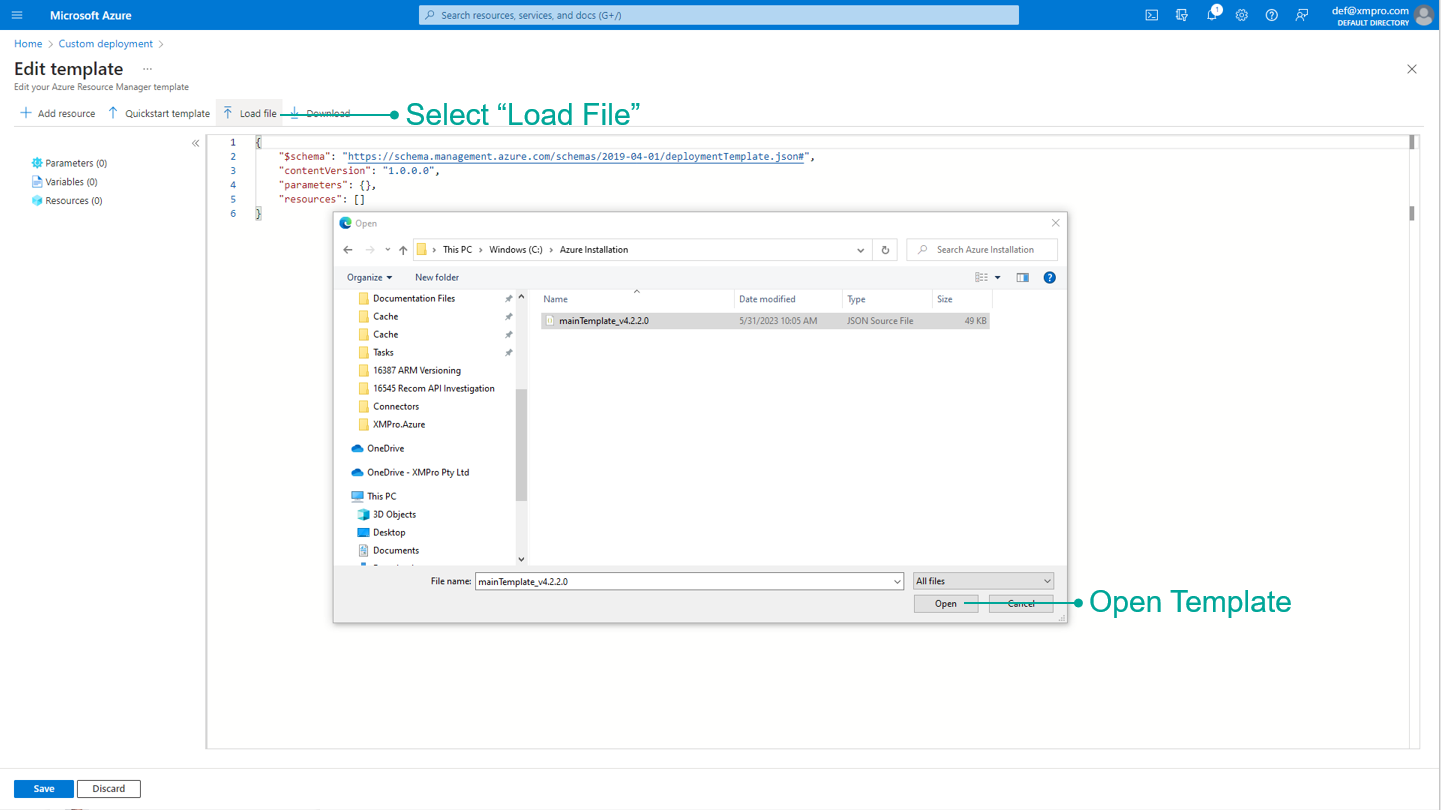 Microsoft Azure
Search resources, services, and docs (G+/)
1
def@xmpro.com
DEFAULT DIRECTORY
Home > Custom deployment >
Edit template ...
Edit your Azure Resource Manager template
+ Add resource ↑ Quickstart template Load file Download
Select “Load File”
«
Parameters (0)
Variables (0)
Resources (0)
1 {
2 "$schema": "https://schema.management.azure.com/schemas/2019-04-01/deploymentTemplate.json#",
3 "contentVersion": "1.0.0.0",
4 "parameters": {},
5 "resources": []
6 }
Open
This PC > Windows (C:) > Azure Installation
Search Azure Installation
Organize New folder
?
Documentation Files
Cache
Cache
Tasks
16387 ARM Versioning
16545 Recom API Investigation
Connectors
XMPro.Azure
OneDrive
OneDrive - XMPro Pty Ltd
This PC
3D Objects
Desktop
Documents
Name Date modified Type Size
mainTemplate_v4.2.2.0 5/31/2023 10:05 AM JSON Source File 49 KB
File name: mainTemplate_v4.2.2.0 All files
Open Cancel
Open Template
Save Discard